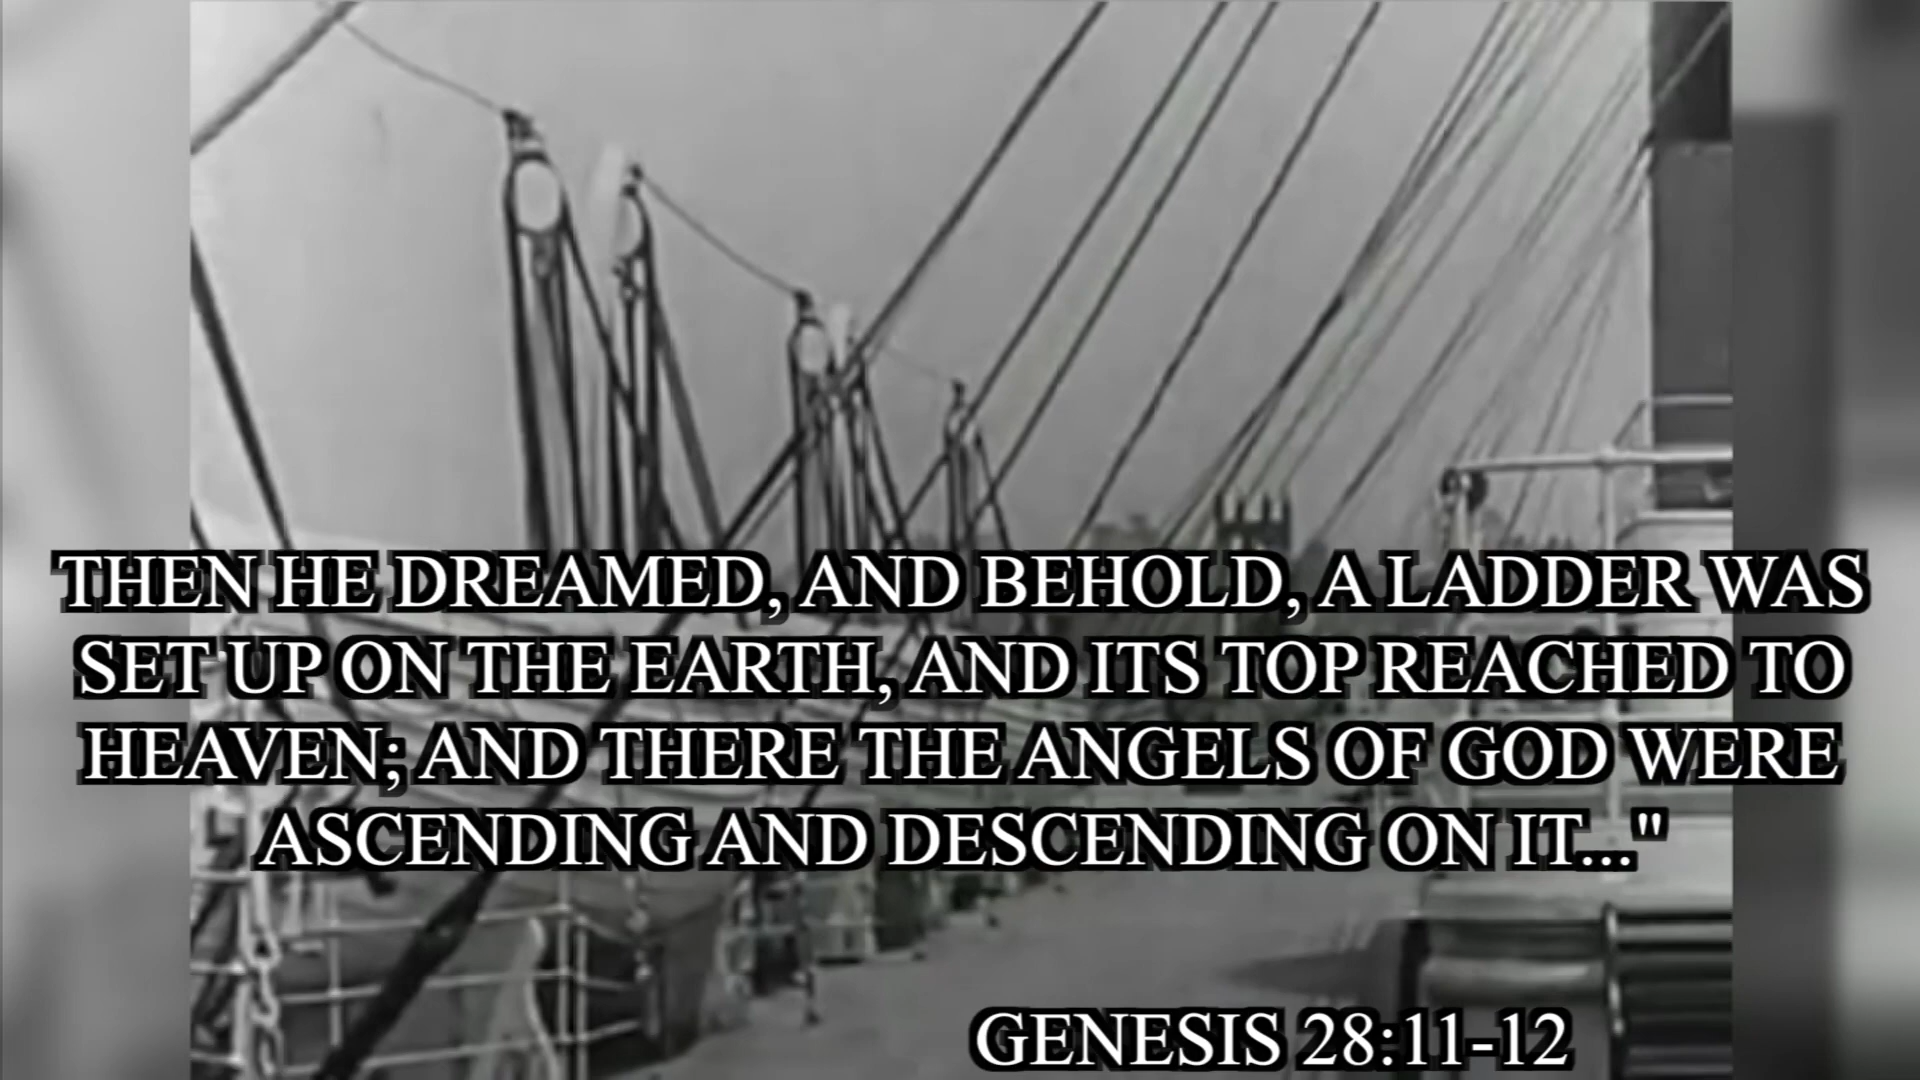 THEN HE DREAMED, AND BEHOLD, A LADDER WAS
SET UP ON THE EARTH, AND ITS TOP REACHED TO
HEAVEN; AND THERE THE ANGELS OF GOD WERE
ASCENDING AND DESCENDING ON IT..."
GENESIS 28:11-12